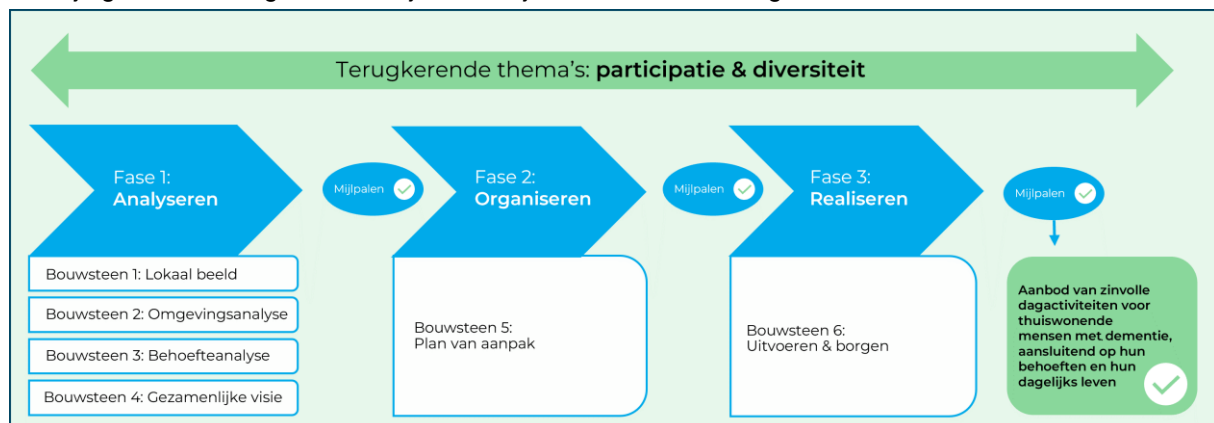 Terugkerende thema's: participatie & diversiteit
Fase 1:
Analyseren
Mijlpalen
Fase 2:
Organiseren
Mijlpalen
Fase 3:
Realiseren
Mijlpalen
Bouwsteen 1: Lokaal beeld
Bouwsteen 2: Omgevingsanalyse
Bouwsteen 3: Behoefteanalyse
Bouwsteen 4: Gezamenlijke visie
Bouwsteen 5:
Plan van aanpak
Bouwsteen 6:
Uitvoeren & borgen
Aanbod van zinvolle
dagactiviteiten voor
thuiswonende
mensen met dementie,
aansluitend op hun
behoeften en hun
dagelijks leven